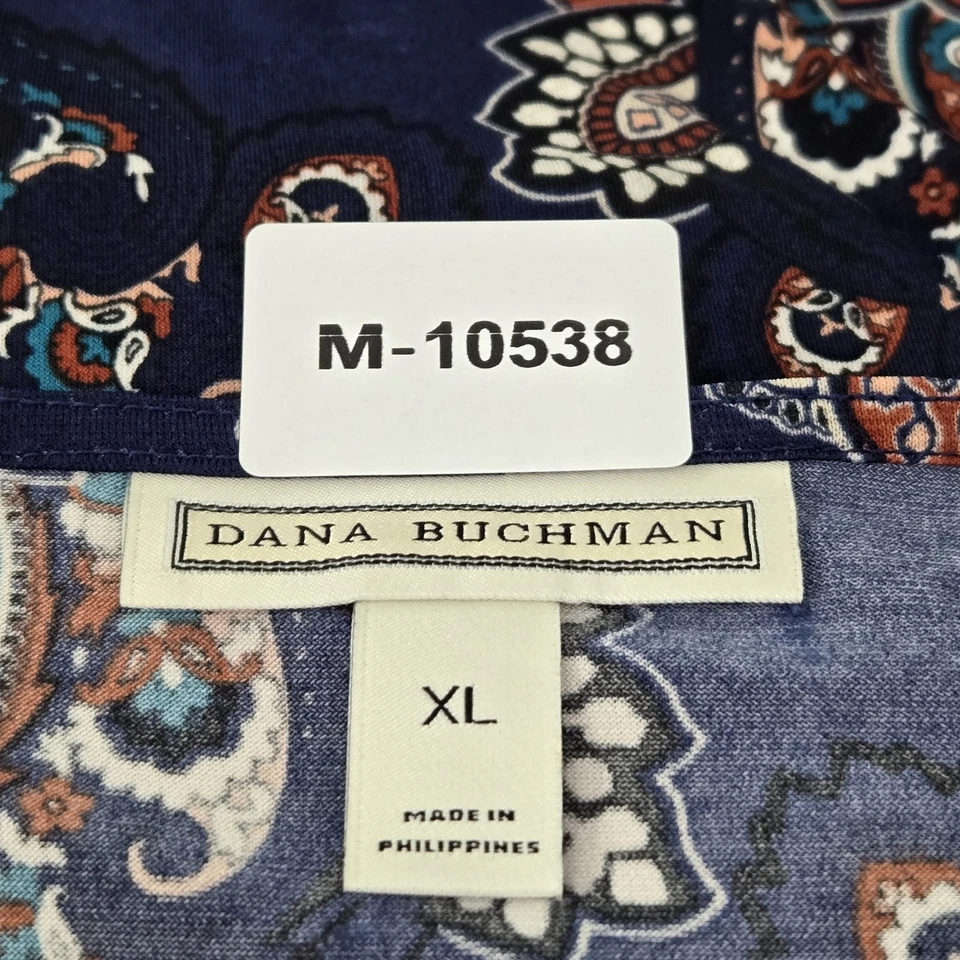 M-10538
DANA BUCHMAN
XL
MADE IN
PHILIPPINES